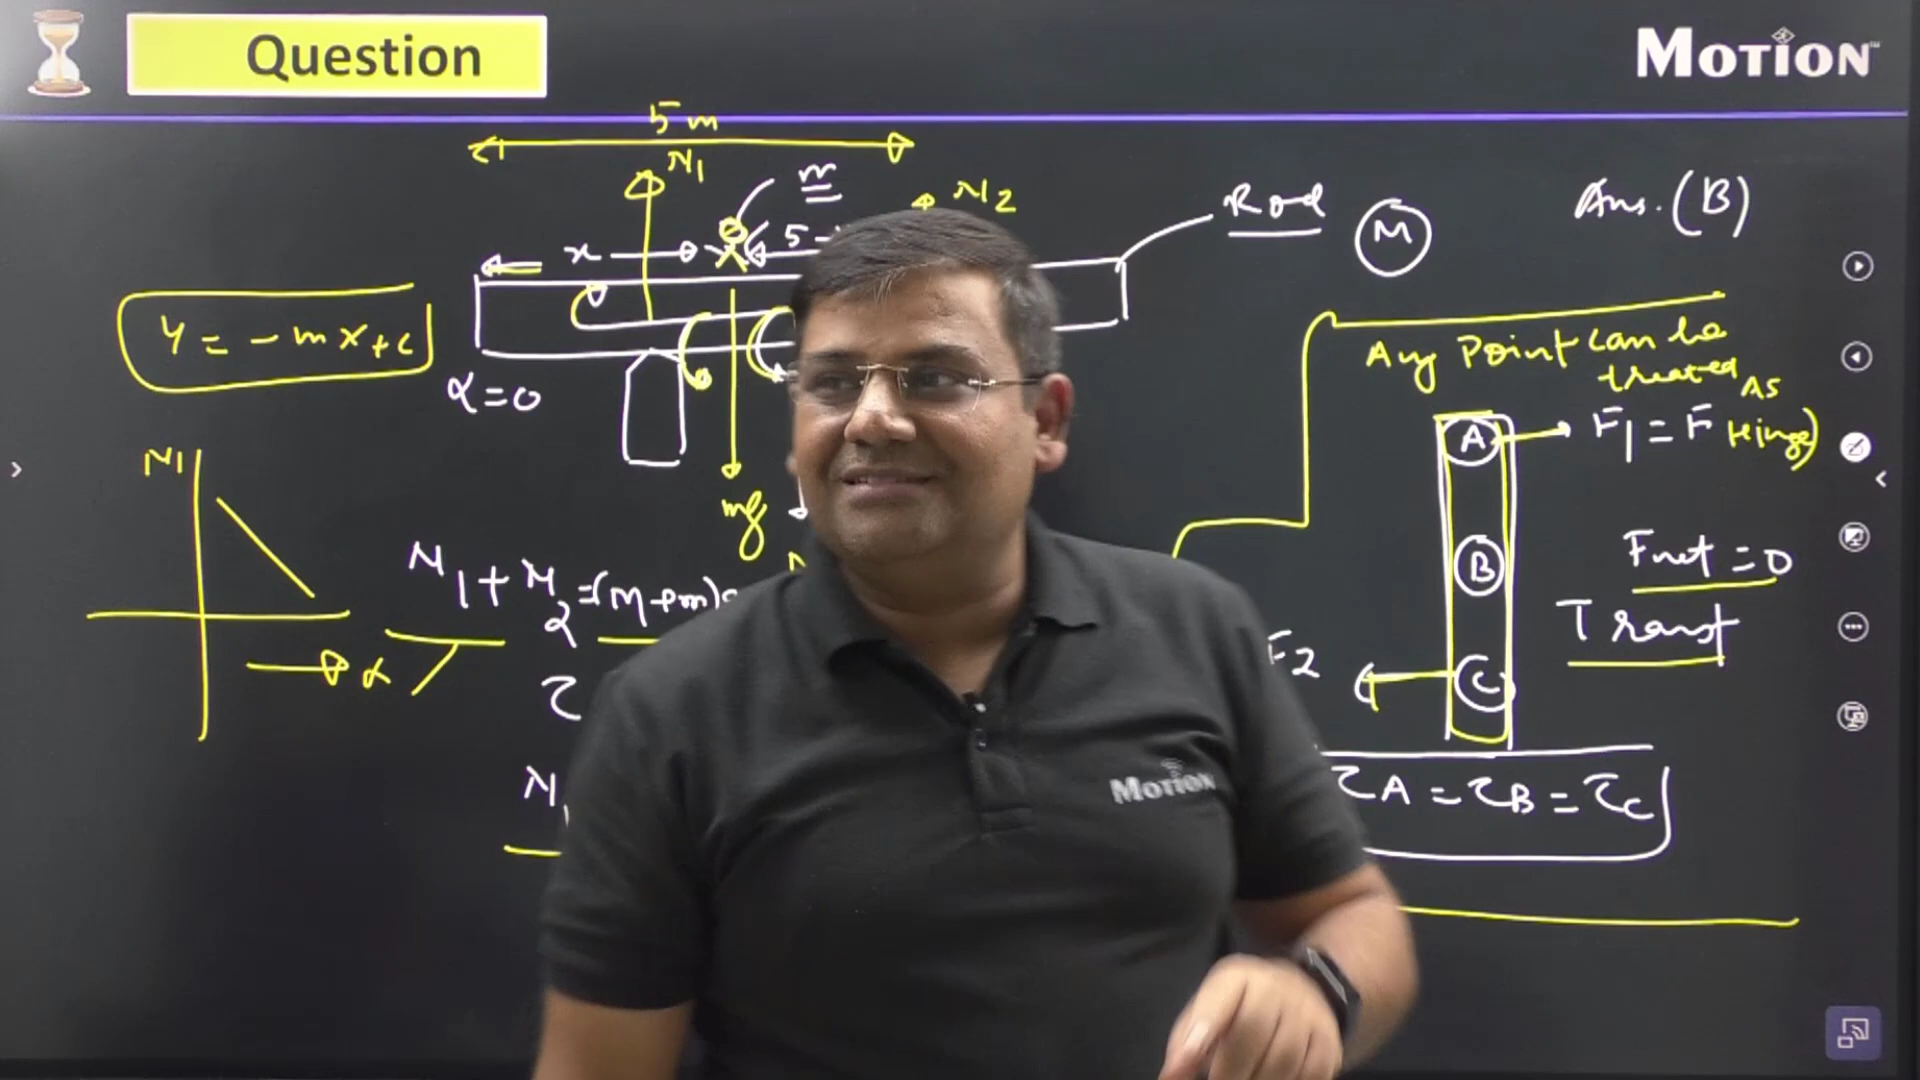 Question
MOTION
5 m
N1
m
N2
Rod
M
Ans. (B)
x
5 -
Y = - mx + c
Any Point can be
treated As
Hinge)
α = 0
A
F1 = F
N1
mg
B
Fnet = 0
N1 + N2 = (M + m)
Transl
α
F2
C
τ
N
MOTION
τA = τB = τC